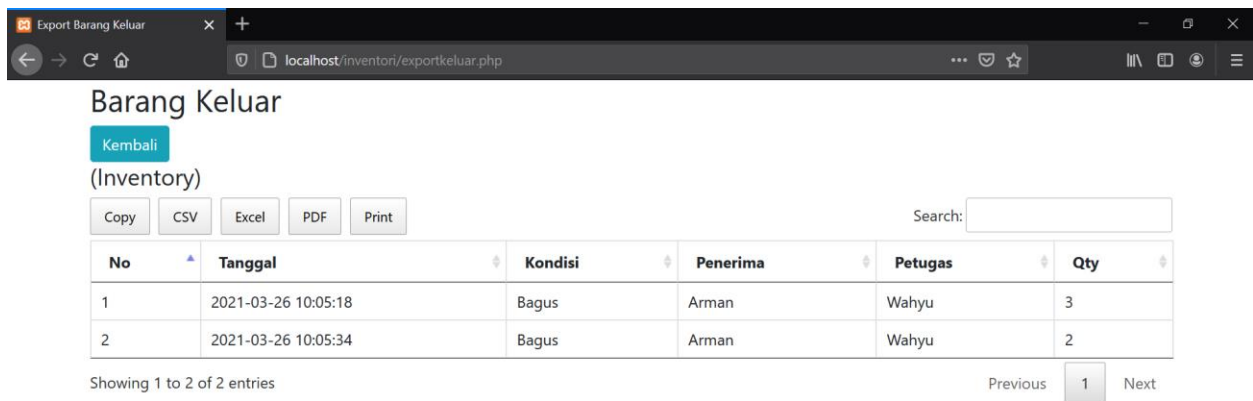 Export Barang Keluar
localhost/inventori/exportkeluar.php
Barang Keluar
Kembali
(Inventory)
Copy CSV Excel PDF Print Search:
No Tanggal Kondisi Penerima Petugas Qty
1 2021-03-26 10:05:18 Bagus Arman Wahyu 3
2 2021-03-26 10:05:34 Bagus Arman Wahyu 2
Showing 1 to 2 of 2 entries Previous 1 Next